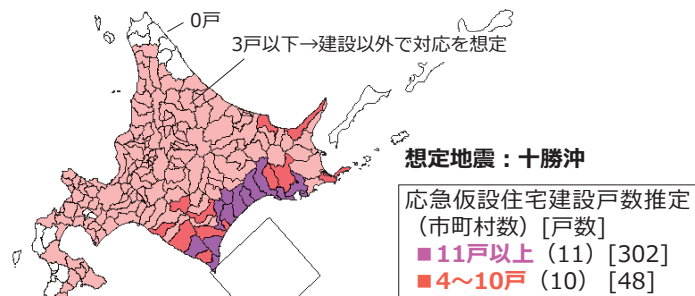 0戸
3戸以下→建設以外で対応を想定
想定地震：十勝沖
応急仮設住宅建設戸数推定
（市町村数）[戸数]
■11戸以上（11）[302]
■4～10戸（10）[48]